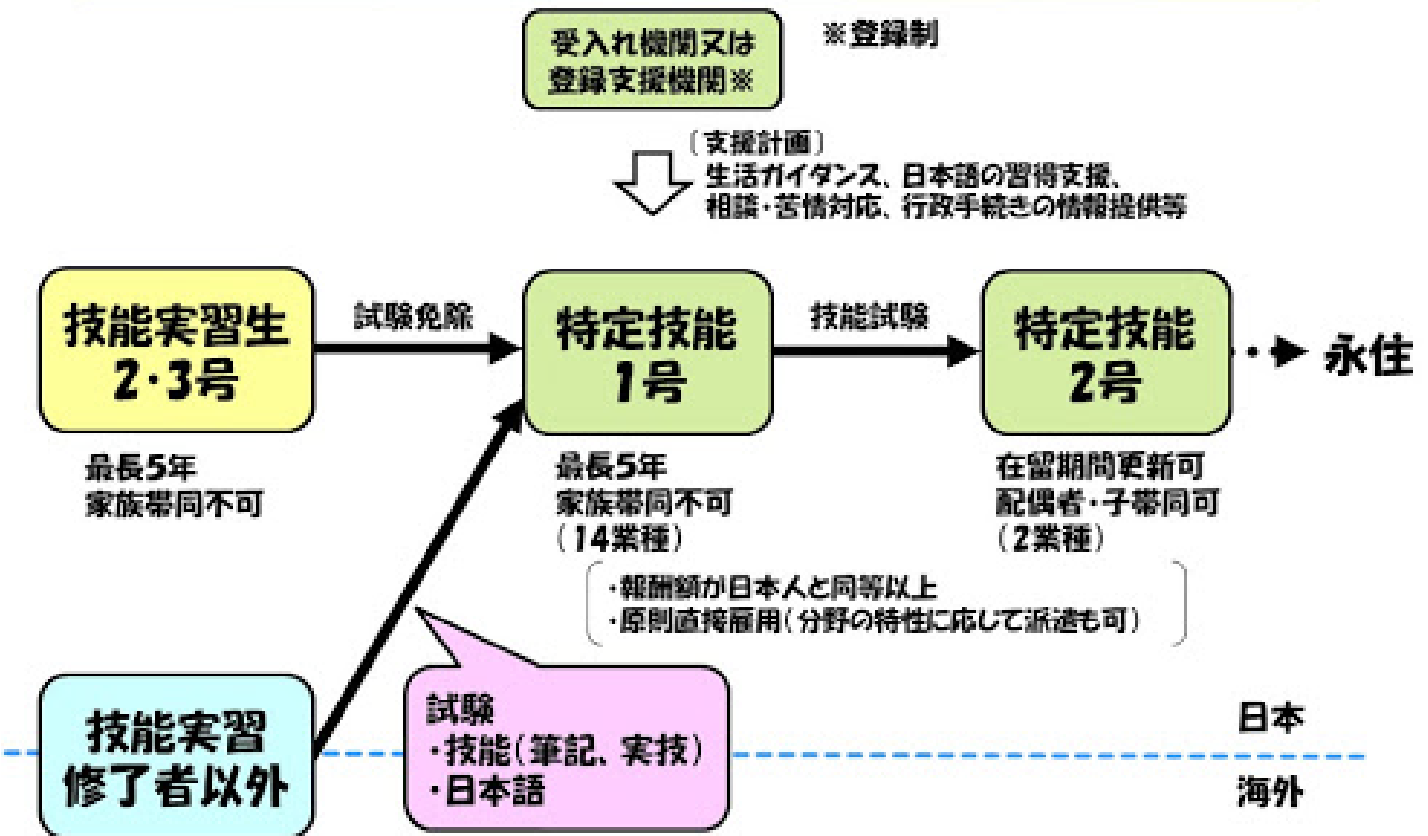 受入れ機関又は
登録支援機関※
※登録制
〔支援計画〕
生活ガイダンス、日本語の習得支援、
相談・苦情対応、行政手続きの情報提供等
技能実習生
2・3号
試験免除
特定技能
1号
技能試験
特定技能
2号
永住
最長5年
家族帯同不可
最長5年
家族帯同不可
(14業種)
在留期間更新可
配偶者・子帯同可
(2業種)
・報酬額が日本人と同等以上
・原則直接雇用(分野の特性に応じて派遣も可)
技能実習
修了者以外
試験
・技能(筆記、実技)
・日本語
日本
海外